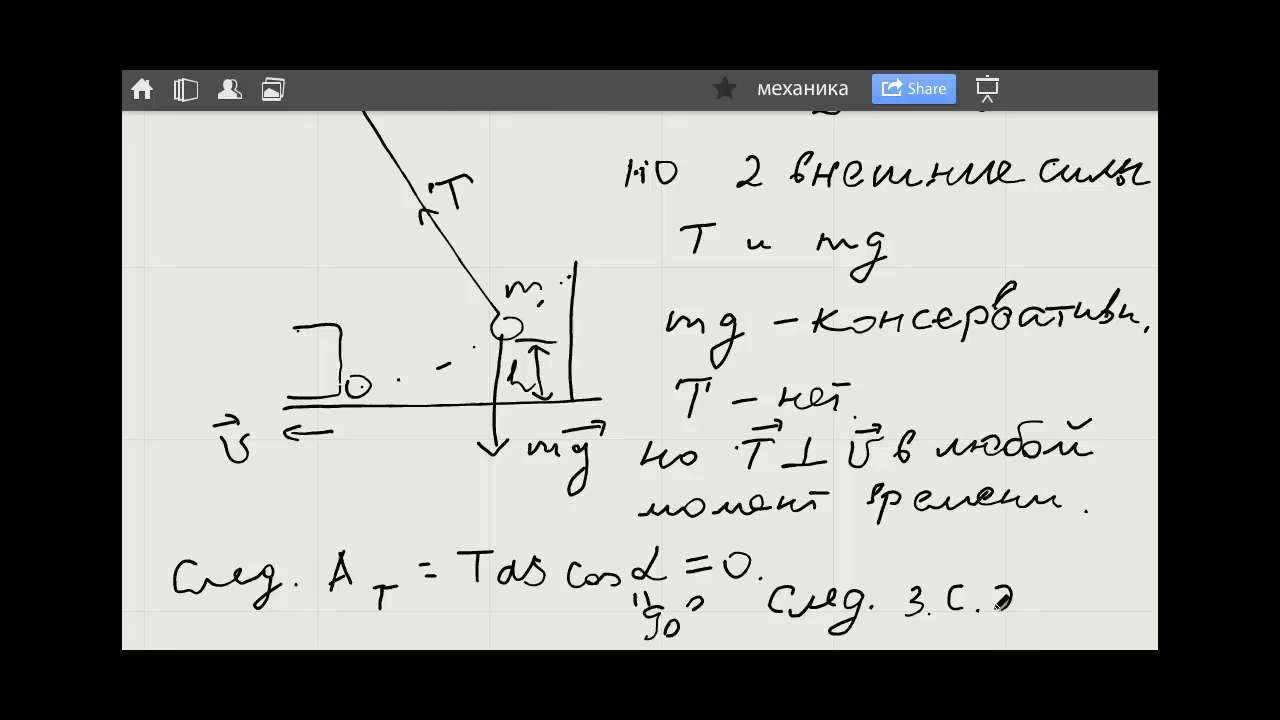 механика Share
но 2 внешние силы
T и mg
T
mg – консервативн.
m,
T – нет.
h
v
mg
но T ⊥ v в любой
момент времени.
След. A_T = T ds cos α = 0.
" 90° След. З.С.Э